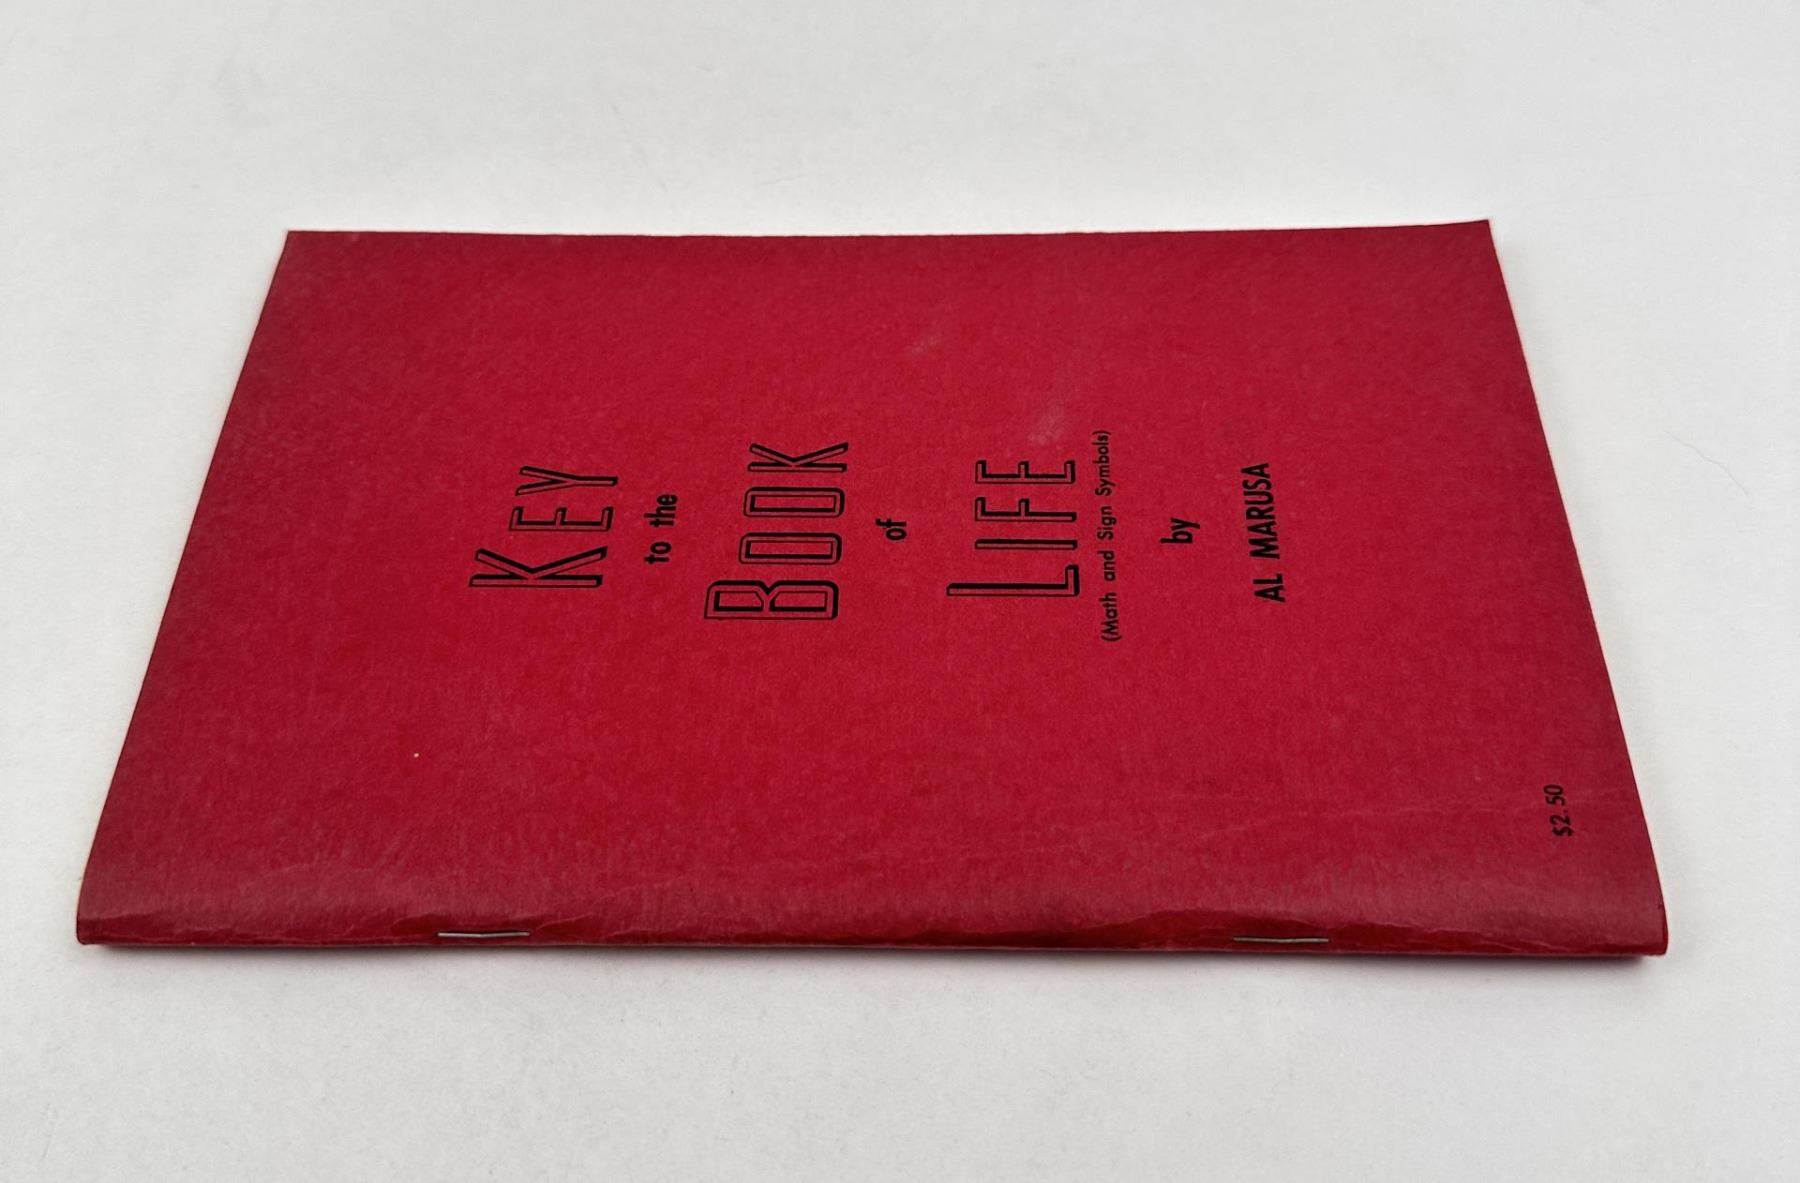 KEY
to the
BOOK
of
LIFE
(Math and Sign Symbols)
by
AL MARUSA
$2.50